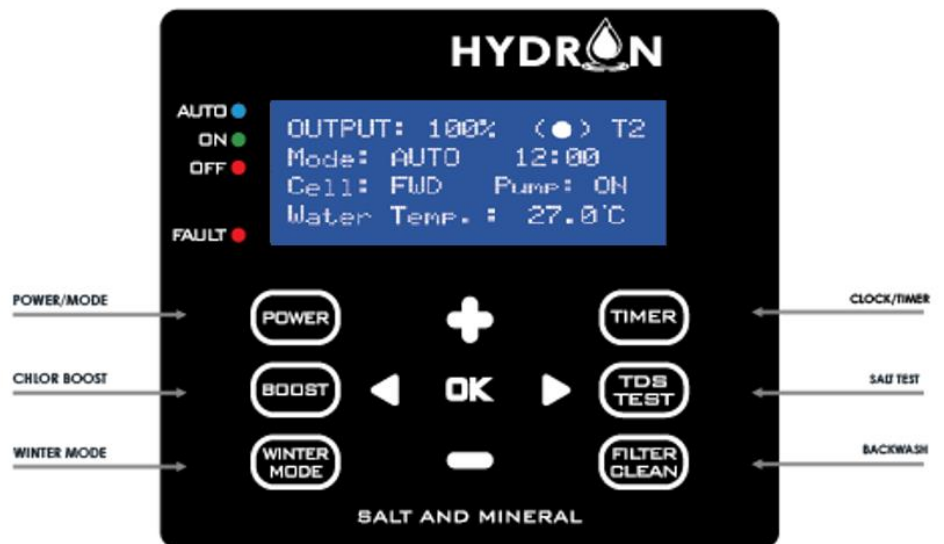 HYDRON
AUTO
ON
OFF
FAULT
OUTPUT: 100% (●) T2
Mode: AUTO 12:00
Cell: FWD Pump: ON
Water Temp. : 27.0°C
POWER/MODE
POWER
TIMER
CLOCK/TIMER
CHLOR BOOST
BOOST
OK
TDS
TEST
SALT TEST
WINTER MODE
WINTER
MODE
FILTER
CLEAN
BACKWASH
SALT AND MINERAL